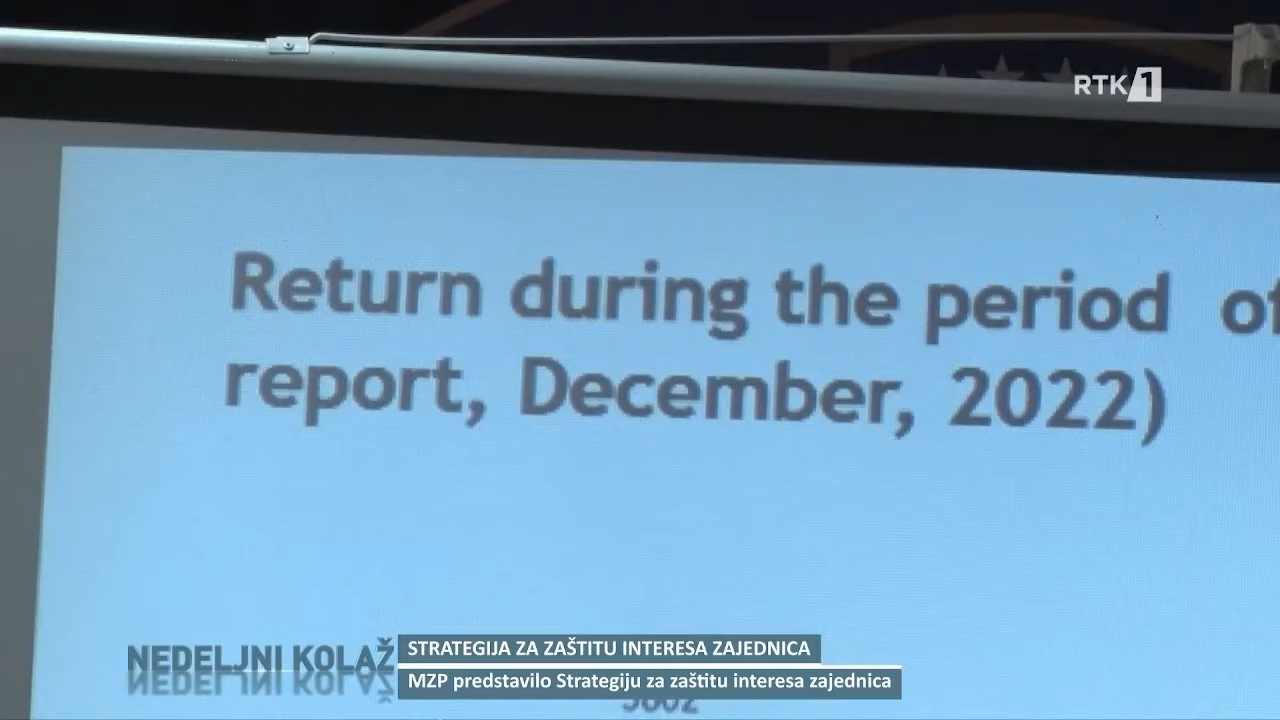 RTK 1
Return during the period of
report, December, 2022)
NEDELJNI KOLAŽ
STRATEGIJA ZA ZAŠTITU INTERESA ZAJEDNICA
MZP predstavilo Strategiju za zaštitu interesa zajednica